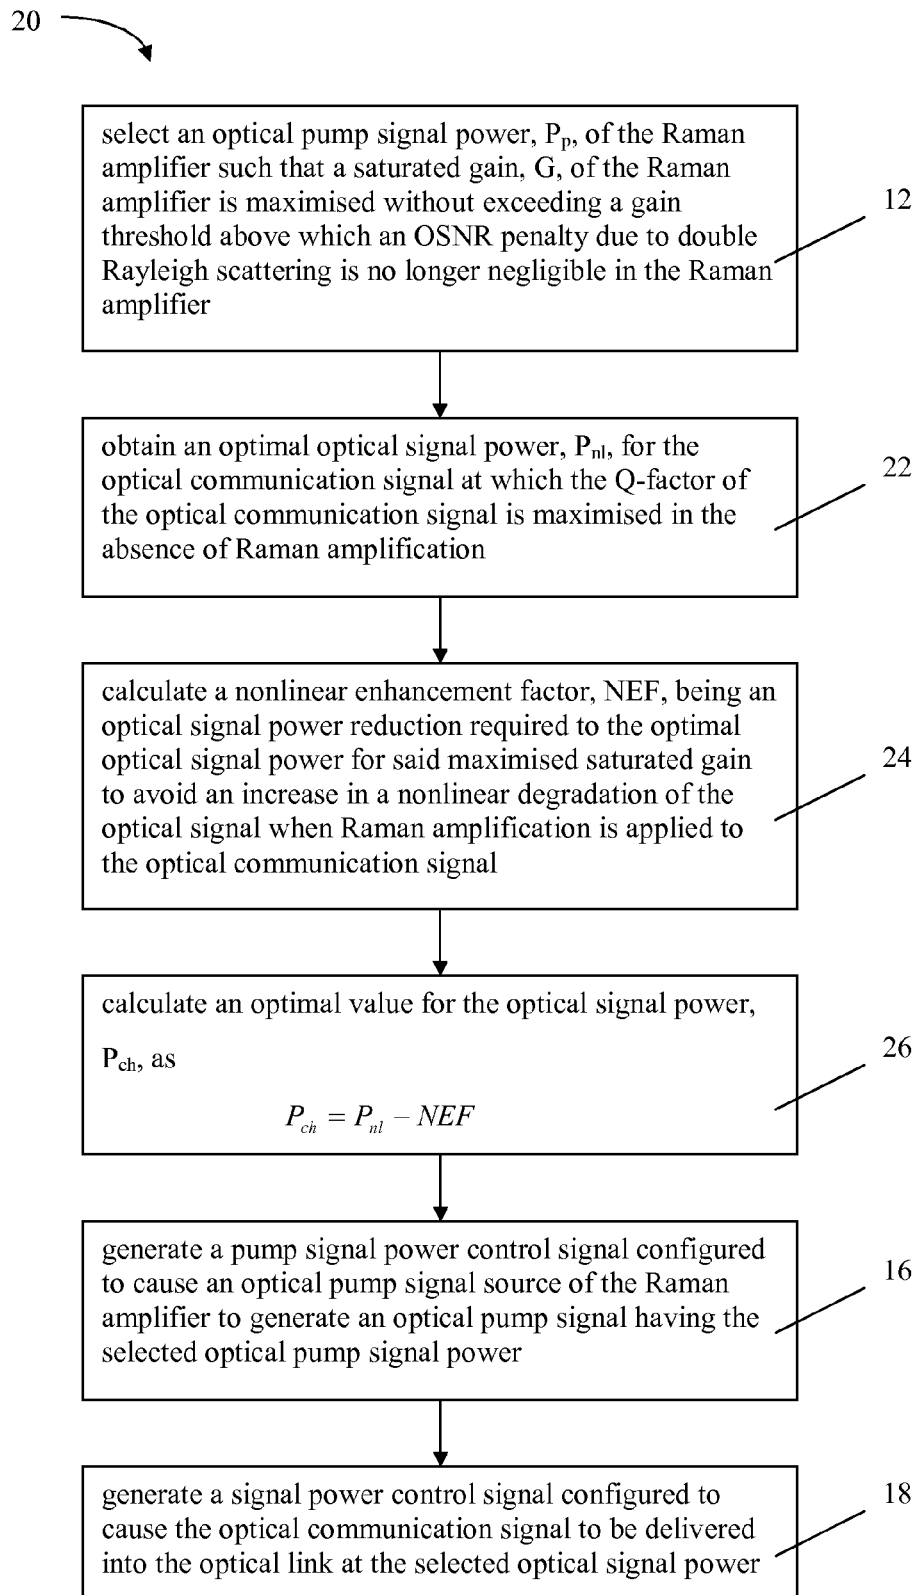 20
select an optical pump signal power, Pp, of the Raman
amplifier such that a saturated gain, G, of the Raman
amplifier is maximised without exceeding a gain
threshold above which an OSNR penalty due to double
Rayleigh scattering is no longer negligible in the Raman
amplifier
12
obtain an optimal optical signal power, Pnl, for the
optical communication signal at which the Q-factor of
the optical communication signal is maximised in the
absence of Raman amplification
22
calculate a nonlinear enhancement factor, NEF, being an
optical signal power reduction required to the optimal
optical signal power for said maximised saturated gain
to avoid an increase in a nonlinear degradation of the
optical signal when Raman amplification is applied to
the optical communication signal
24
calculate an optimal value for the optical signal power,
Pch, as
Pch = Pnl – NEF
26
generate a pump signal power control signal configured
to cause an optical pump signal source of the Raman
amplifier to generate an optical pump signal having the
selected optical pump signal power
16
generate a signal power control signal configured to
cause the optical communication signal to be delivered
into the optical link at the selected optical signal power
18